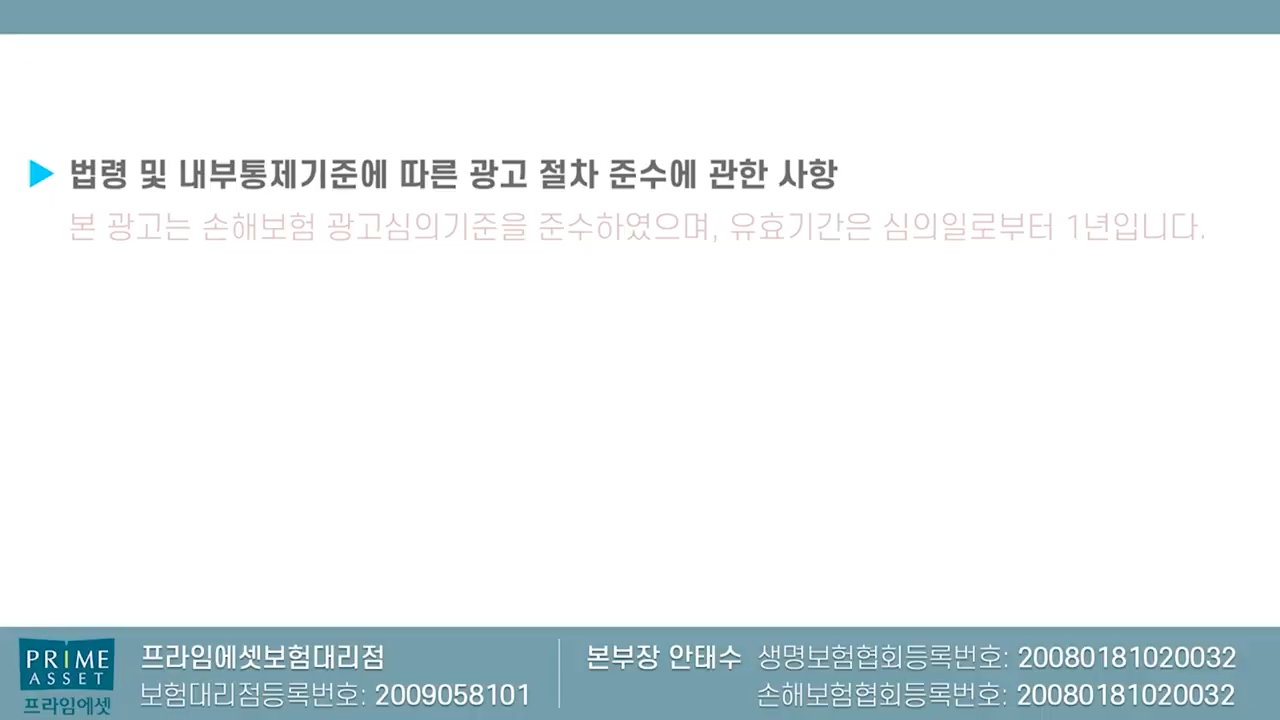 법령 및 내부통제기준에 따른 광고 절차 준수에 관한 사항
본 광고는 손해보험 광고심의기준을 준수하였으며, 유효기간은 심의일로부터 1년입니다.
PRIME
ASSET
프라임에셋
프라임에셋보험대리점
보험대리점등록번호: 2009058101
본부장 안태수 생명보험협회등록번호: 20080181020032
손해보험협회등록번호: 20080181020032